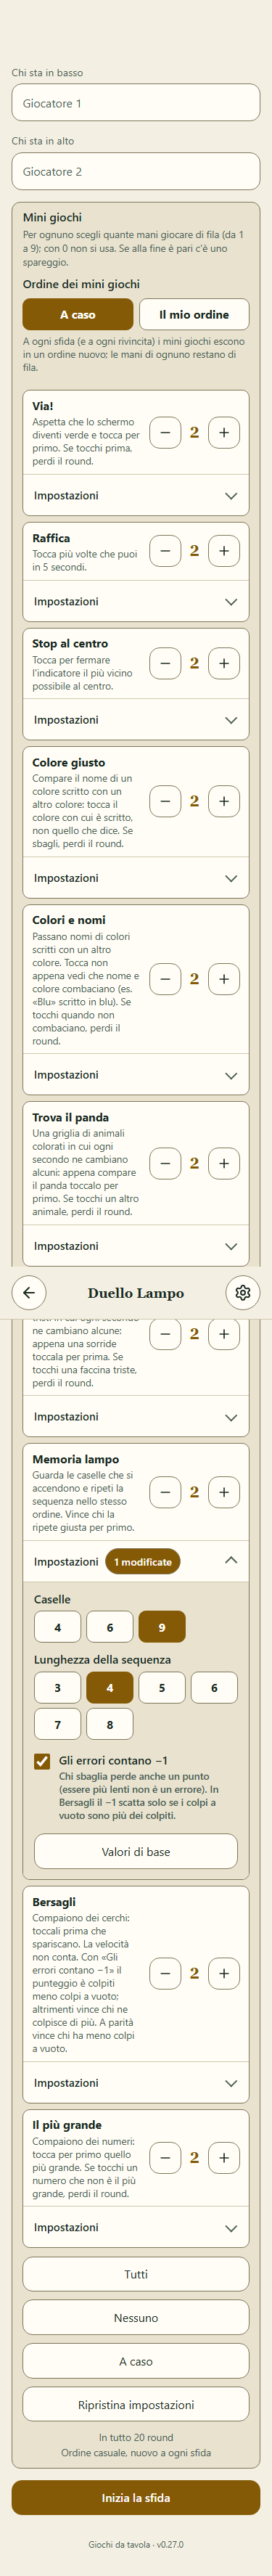 Chi sta in basso
Giocatore 1
Chi sta in alto
Giocatore 2
Mini giochi
Per ognuno scegli quante mani giocare di fila (da 1
a 9); con 0 non si usa. Se alla fine è pari c'è uno
spareggio.
Ordine dei mini giochi
A caso
Il mio ordine
A ogni sfida (e a ogni rivincita) i mini giochi escono
in un ordine nuovo; le mani di ognuno restano di
fila.
Via!
Aspetta che lo schermo
diventi verde e tocca per
primo. Se tocchi prima,
perdi il round.
− 2 +
Impostazioni
Raffica
Tocca più volte che puoi
in 5 secondi.
− 2 +
Impostazioni
Stop al centro
Tocca per fermare
l'indicatore il più vicino
possibile al centro.
− 2 +
Impostazioni
Colore giusto
Compare il nome di un
colore scritto con un
altro colore: tocca il
colore con cui è scritto,
non quello che dice. Se
sbagli, perdi il round.
− 2 +
Impostazioni
Colori e nomi
Passano nomi di colori
scritti con un altro
colore. Tocca non
appena vedi che nome e
colore combaciano (es.
«Blu» scritto in blu). Se
tocchi quando non
combaciano, perdi il
round.
− 2 +
Impostazioni
Trova il panda
Una griglia di animali
colorati in cui ogni
secondo ne cambiano
alcuni: appena compare
il panda toccalo per
primo. Se tocchi un altro
animale, perdi il round.
− 2 +
Impostazioni
Duello Lampo
ne cambiano alcune:
appena una sorride
toccala per prima. Se
tocchi una faccina triste,
perdi il round.
− 2 +
Impostazioni
Memoria lampo
Guarda le caselle che si
accendono e ripeti la
sequenza nello stesso
ordine. Vince chi la
ripete giusta per primo.
− 2 +
Impostazioni 1 modificate
Caselle
4 6 9
Lunghezza della sequenza
3 4 5 6
7 8
Gli errori contano −1
Chi sbaglia perde anche un punto
(essere più lenti non è un errore). In
Bersagli il −1 scatta solo se i colpi a
vuoto sono più dei colpiti.
Valori di base
Bersagli
Compaiono dei cerchi:
toccali prima che
spariscano. La velocità
non conta. Con «Gli
errori contano −1» il
punteggio è colpiti
meno colpi a vuoto;
altrimenti vince chi ne
colpisce di più. A parità
vince chi ha meno colpi
a vuoto.
− 2 +
Impostazioni
Il più grande
Compaiono dei numeri:
tocca per primo quello
più grande. Se tocchi un
numero che non è il più
grande, perdi il round.
− 2 +
Impostazioni
Tutti
Nessuno
A caso
Ripristina impostazioni
In tutto 20 round
Ordine casuale, nuovo a ogni sfida
Inizia la sfida
Giochi da tavola · v0.27.0